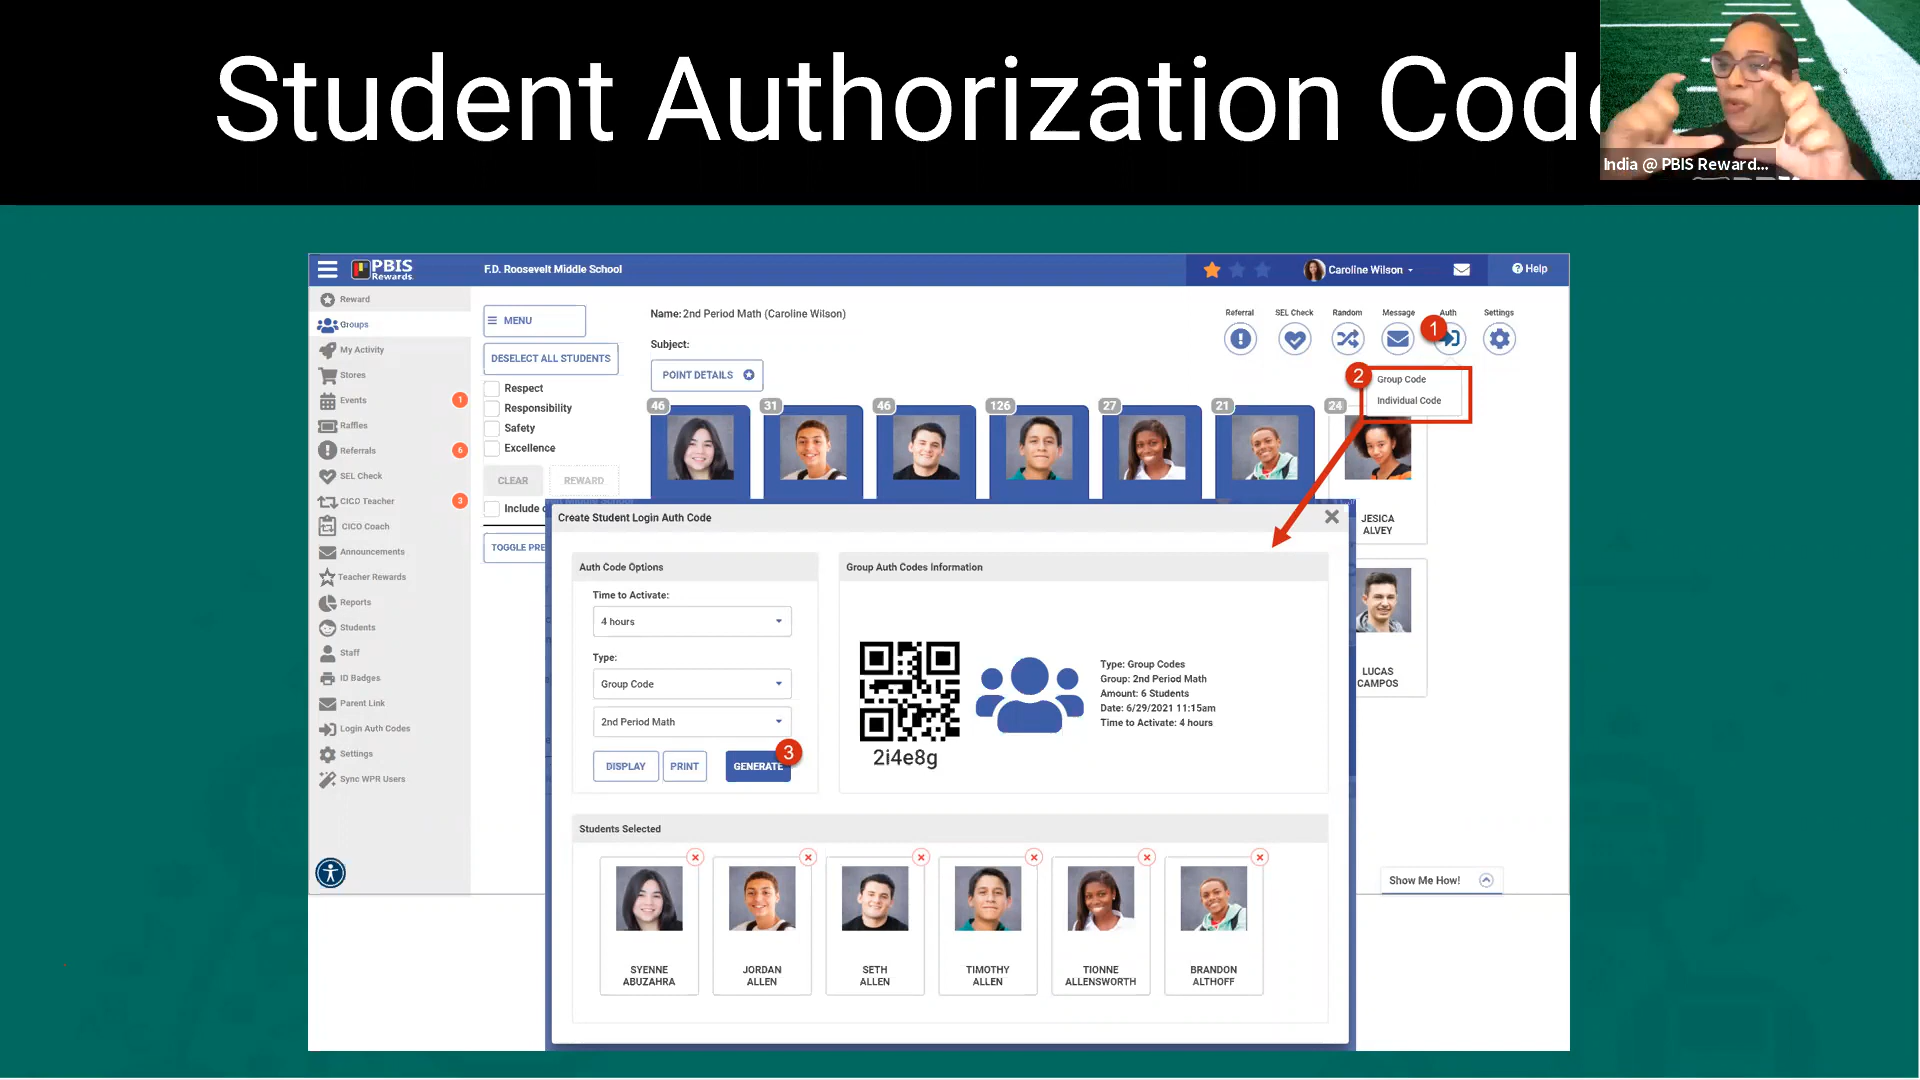 Student Authorization Cod
India @ PBIS Reward...
PBIS
Rewards
F.D. Roosevelt Middle School
Caroline Wilson
Help
Reward
Groups
My Activity
Stores
Events
1
Raffles
Referrals
6
SEL Check
CICO Teacher
3
CICO Coach
Announcements
Teacher Rewards
Reports
Students
Staff
ID Badges
Parent Link
Login Auth Codes
Settings
Sync WPR Users
MENU
DESELECT ALL STUDENTS
Respect
Responsibility
Safety
Excellence
CLEAR
REWARD
Include
TOGGLE PRE
Name: 2nd Period Math (Caroline Wilson)
Subject:
POINT DETAILS
Referral
SEL Check
Random
Message
Auth
Settings
1
2
Group Code
Individual Code
46
31
46
126
27
21
24
JESICA
ALVEY
LUCAS
CAMPOS
Create Student Login Auth Code
Auth Code Options
Time to Activate:
4 hours
Type:
Group Code
2nd Period Math
DISPLAY
PRINT
GENERATE
3
Group Auth Codes Information
2i4e8g
Type: Group Codes
Group: 2nd Period Math
Amount: 6 Students
Date: 6/29/2021 11:15am
Time to Activate: 4 hours
Students Selected
SYENNE
ABUZAHRA
JORDAN
ALLEN
SETH
ALLEN
TIMOTHY
ALLEN
TIONNE
ALLENSWORTH
BRANDON
ALTHOFF
Show Me How!